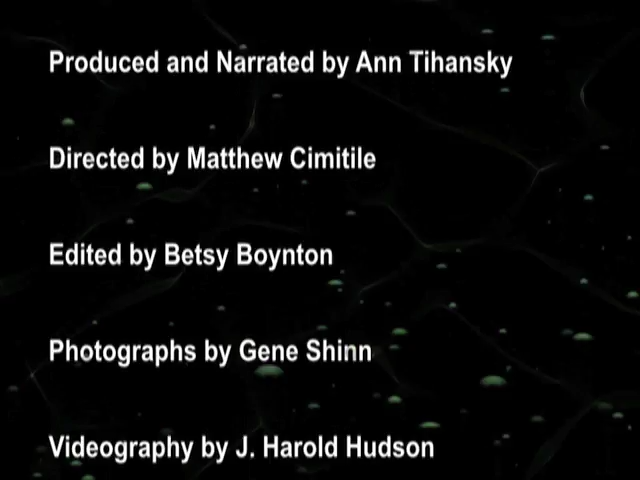 Produced and Narrated by Ann Tihansky
Directed by Matthew Cimitile
Edited by Betsy Boynton
Photographs by Gene Shinn
Videography by J. Harold Hudson